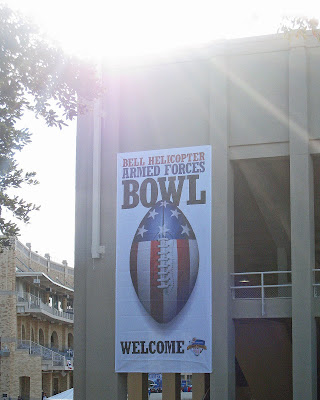 BELL HELICOPTER
ARMED FORCES
BOWL
WELCOME